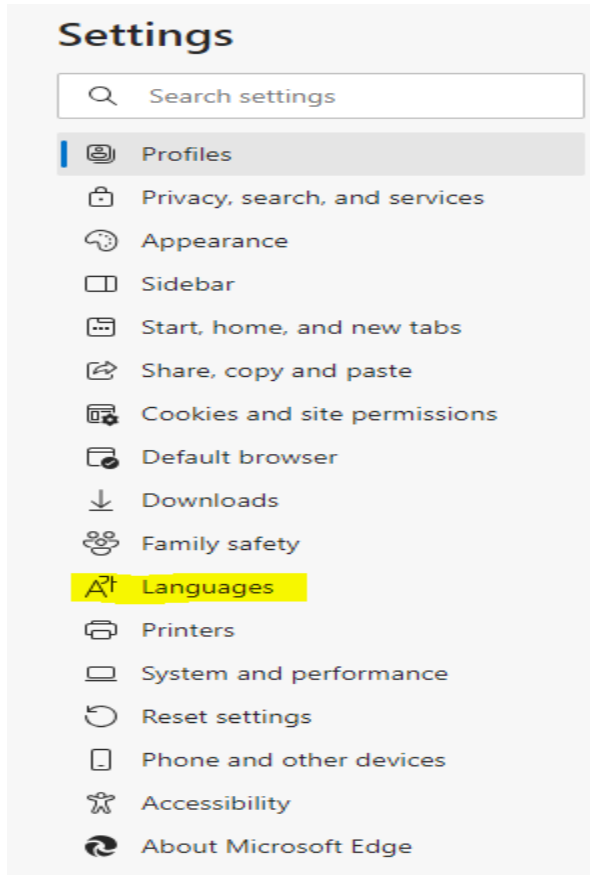 Settings
Search settings
Profiles
Privacy, search, and services
Appearance
Sidebar
Start, home, and new tabs
Share, copy and paste
Cookies and site permissions
Default browser
Downloads
Family safety
Languages
Printers
System and performance
Reset settings
Phone and other devices
Accessibility
About Microsoft Edge